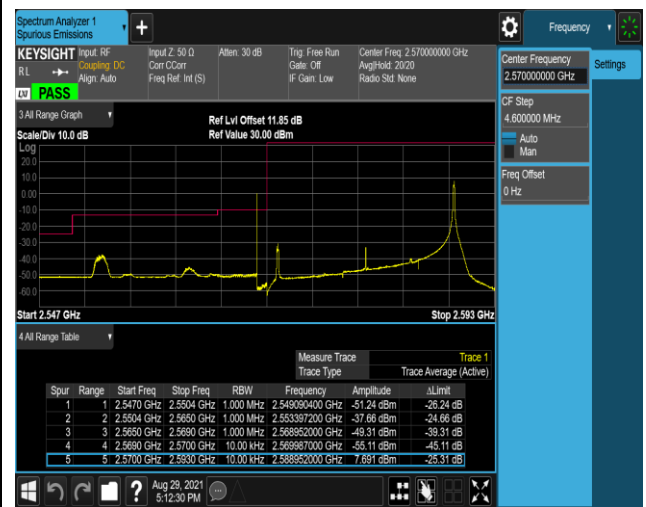 Spectrum Analyzer 1
Spurious Emissions
Frequency
KEYSIGHT
RL
LXI
PASS
Input: RF
Coupling: DC
Align: Auto
Input Z: 50 Ω
Corr CCorr
Freq Ref: Int (S)
Atten: 30 dB
Trig: Free Run
Gate: Off
IF Gain: Low
Center Freq: 2.570000000 GHz
Avg|Hold: 20/20
Radio Std: None
Center Frequency
2.570000000 GHz
Settings
CF Step
4.600000 MHz
Auto
Man
Freq Offset
0 Hz
3 All Range Graph
Scale/Div 10.0 dB
Ref Lvl Offset 11.85 dB
Ref Value 30.00 dBm
Log
20.0
10.0
0.00
-10.0
-20.0
-30.0
-40.0
-50.0
-60.0
Start 2.547 GHz
Stop 2.593 GHz
4 All Range Table
Measure Trace Trace 1
Trace Type Trace Average (Active)
Spur Range Start Freq Stop Freq RBW Frequency Amplitude ΔLimit
1 1 2.5470 GHz 2.5504 GHz 1.000 MHz 2.549090400 GHz -51.24 dBm -26.24 dB
2 2 2.5504 GHz 2.5650 GHz 1.000 MHz 2.553397200 GHz -37.66 dBm -24.66 dB
3 3 2.5650 GHz 2.5690 GHz 1.000 MHz 2.568952000 GHz -49.31 dBm -39.31 dB
4 4 2.5690 GHz 2.5700 GHz 10.00 kHz 2.569987000 GHz -55.11 dBm -45.11 dB
5 5 2.5700 GHz 2.5930 GHz 10.00 kHz 2.588952000 GHz 7.691 dBm -25.31 dB
Aug 29, 2021
5:12:30 PM